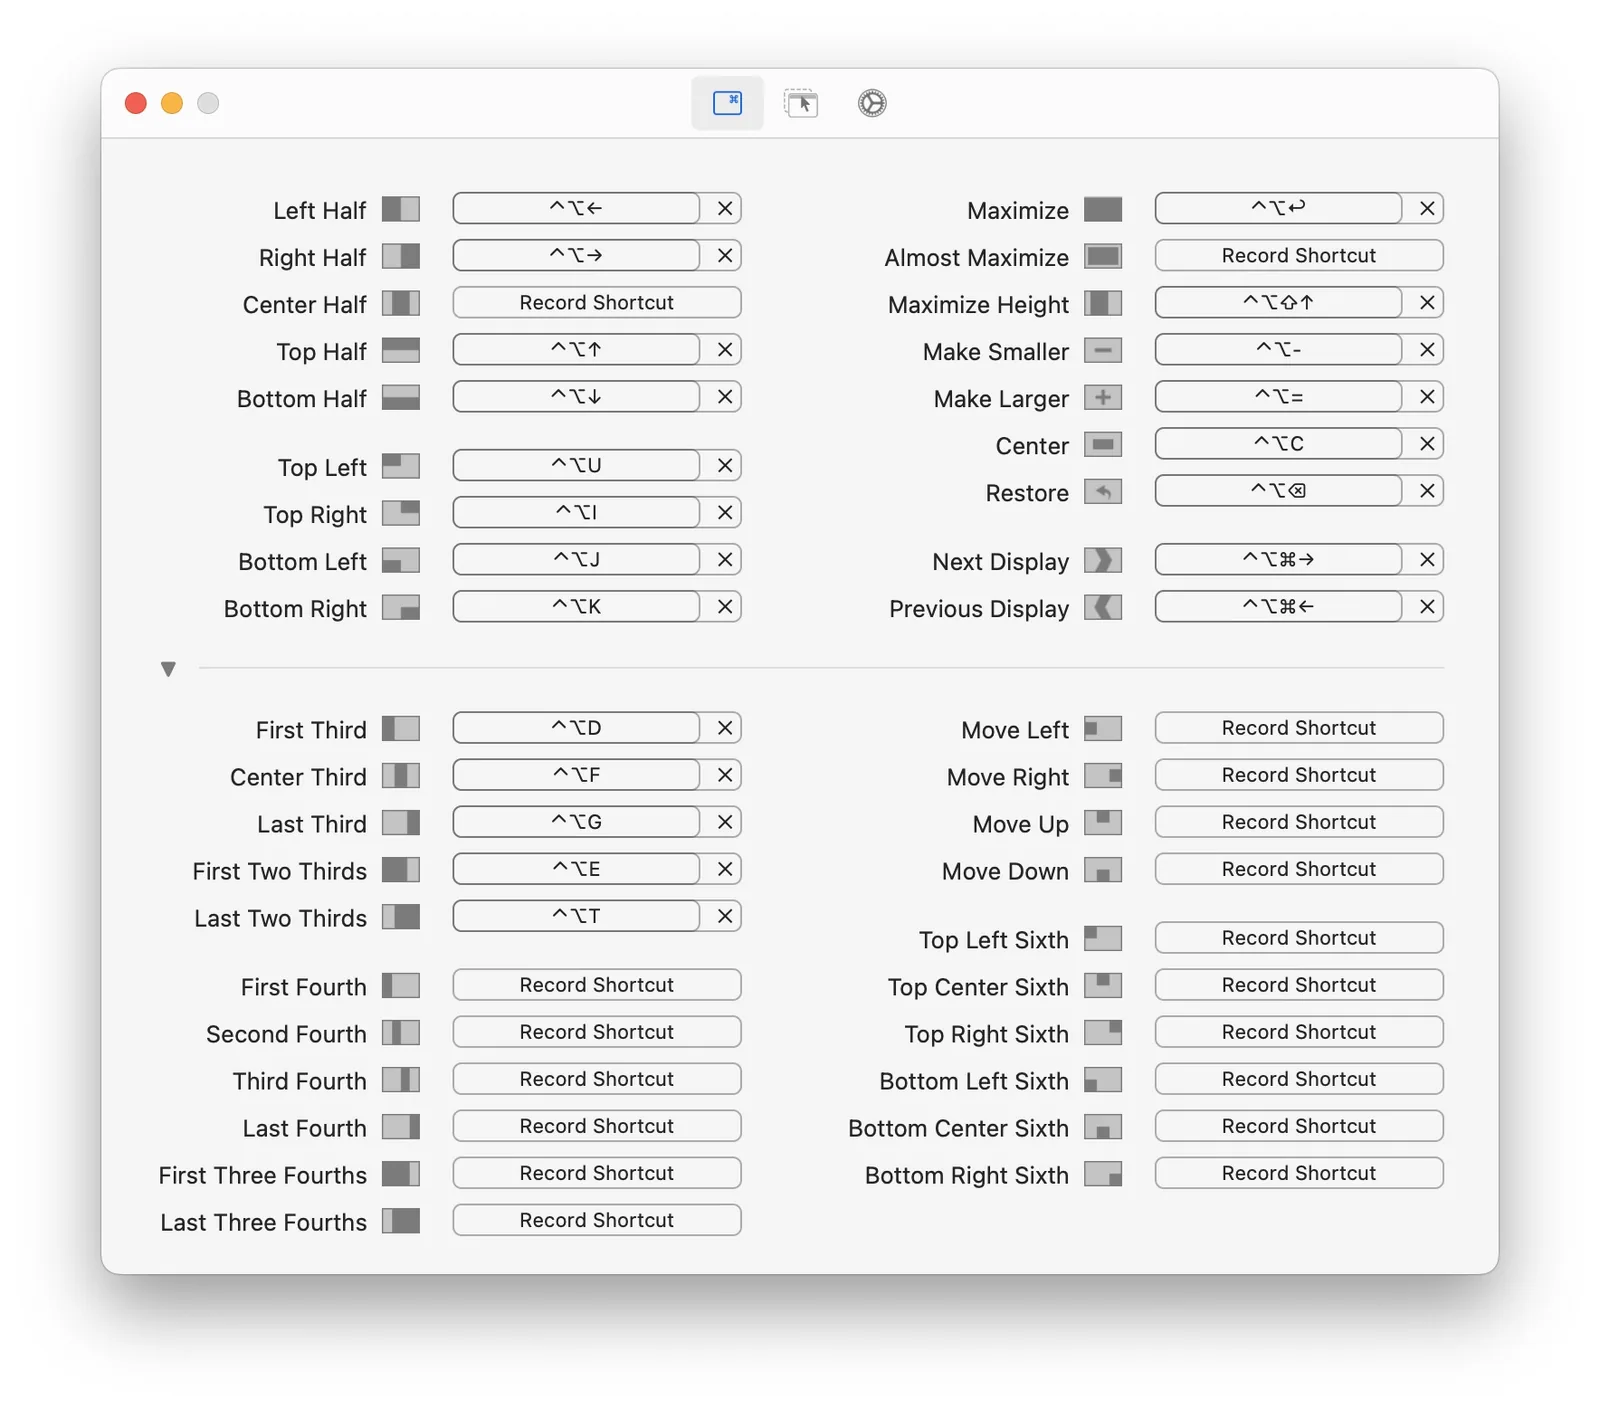 Left Half ⌃⌥←
Right Half ⌃⌥→
Center Half Record Shortcut
Top Half ⌃⌥↑
Bottom Half ⌃⌥↓
Top Left ⌃⌥U
Top Right ⌃⌥I
Bottom Left ⌃⌥J
Bottom Right ⌃⌥K
Maximize ⌃⌥↩
Almost Maximize Record Shortcut
Maximize Height ⌃⌥⇧↑
Make Smaller ⌃⌥-
Make Larger ⌃⌥=
Center ⌃⌥C
Restore ⌃⌥⌫
Next Display ⌃⌥⌘→
Previous Display ⌃⌥⌘←
First Third ⌃⌥D
Center Third ⌃⌥F
Last Third ⌃⌥G
First Two Thirds ⌃⌥E
Last Two Thirds ⌃⌥T
First Fourth Record Shortcut
Second Fourth Record Shortcut
Third Fourth Record Shortcut
Last Fourth Record Shortcut
First Three Fourths Record Shortcut
Last Three Fourths Record Shortcut
Move Left Record Shortcut
Move Right Record Shortcut
Move Up Record Shortcut
Move Down Record Shortcut
Top Left Sixth Record Shortcut
Top Center Sixth Record Shortcut
Top Right Sixth Record Shortcut
Bottom Left Sixth Record Shortcut
Bottom Center Sixth Record Shortcut
Bottom Right Sixth Record Shortcut